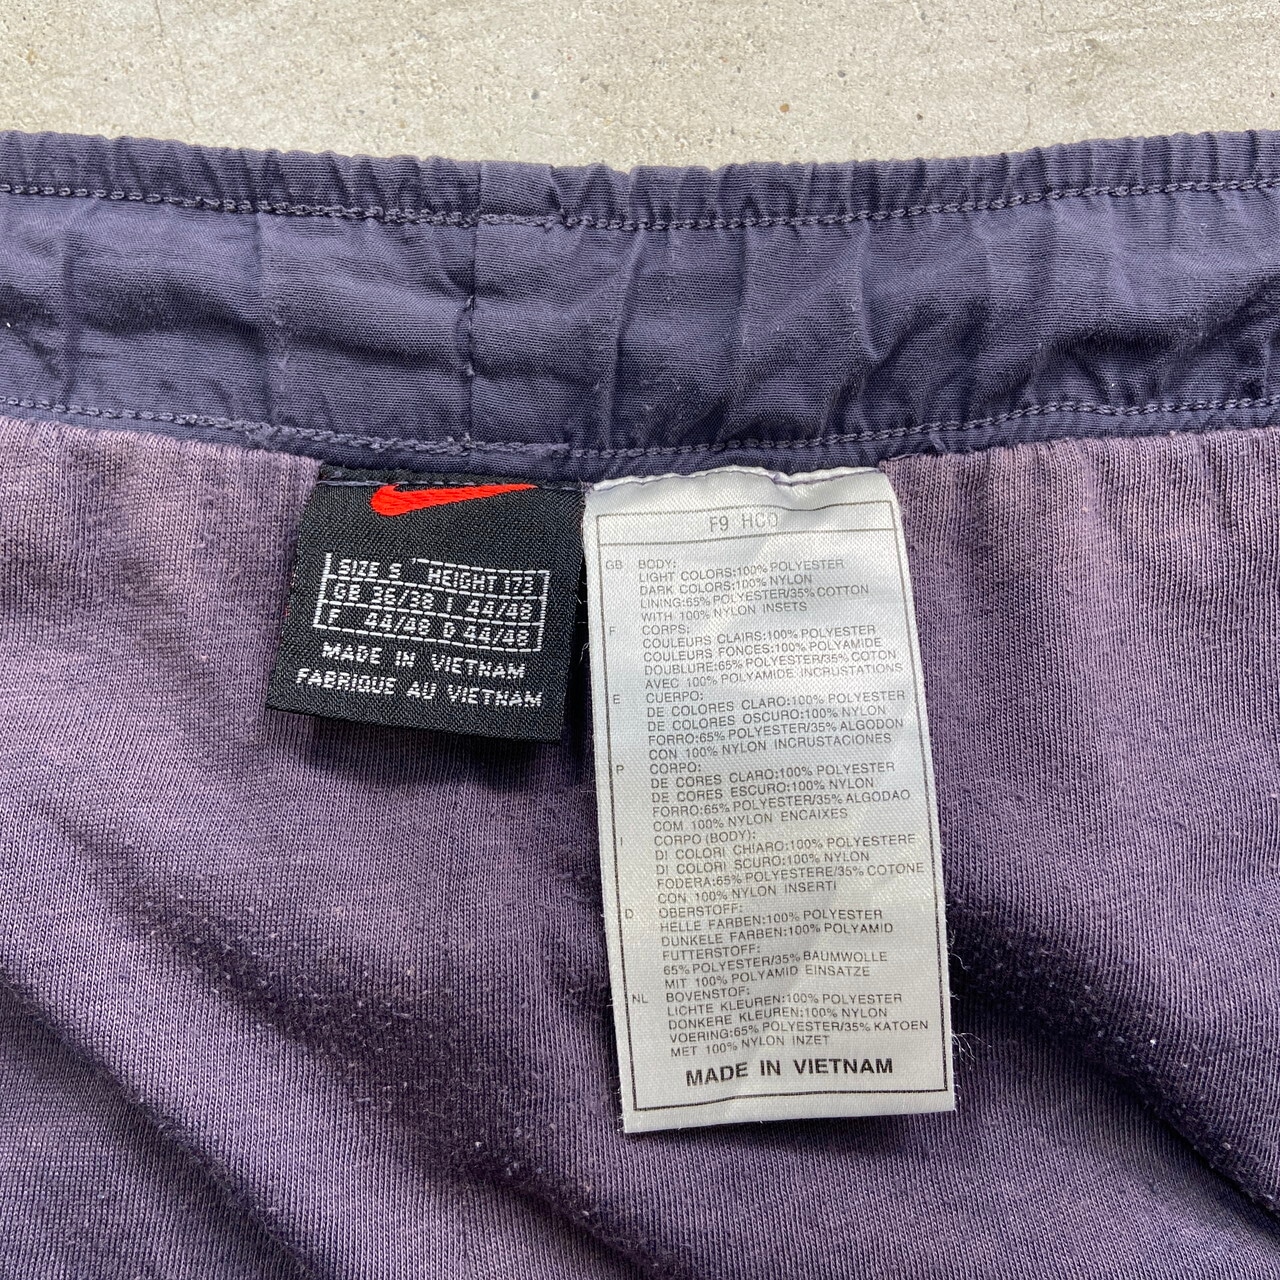 SIZE S HEIGHT 173
GB 36/38 I 44/48
F 44/48 D 44/48
MADE IN VIETNAM
FABRIQUE AU VIETNAM
F9 HCO
GB BODY:
LIGHT COLORS:100% POLYESTER
DARK COLORS:100% NYLON
LINING:65% POLYESTER/35% COTTON
WITH 100% NYLON INSETS
F CORPS:
COULEURS CLAIRS:100% POLYESTER
COULEURS FONCES:100% POLYAMIDE
DOUBLURE:65% POLYESTER/35% COTON
AVEC 100% POLYAMIDE INCRUSTATIONS
E CUERPO:
DE COLORES CLARO:100% POLYESTER
DE COLORES OSCURO:100% NYLON
FORRO:65% POLYESTER/35% ALGODON
CON 100% NYLON INCRUSTACIONES
P CORPO:
DE CORES CLARO:100% POLYESTER
DE CORES ESCURO:100% NYLON
FORRO:65% POLYESTER/35% ALGODAO
COM 100% NYLON ENCAIXES
I CORPO (BODY):
DI COLORI CHIARO:100% POLYESTERE
DI COLORI SCURO:100% NYLON
FODERA:65% POLYESTERE/35% COTONE
CON 100% NYLON INSERTI
D OBERSTOFF:
HELLE FARBEN:100% POLYESTER
DUNKELE FARBEN:100% POLYAMID
FUTTERSTOFF:
65% POLYESTER/35% BAUMWOLLE
MIT 100% POLYAMID EINSATZE
NL BOVENSTOF:
LICHTE KLEUREN:100% POLYESTER
DONKERE KLEUREN:100% NYLON
VOERING:65% POLYESTER/35% KATOEN
MET 100% NYLON INZET
MADE IN VIETNAM